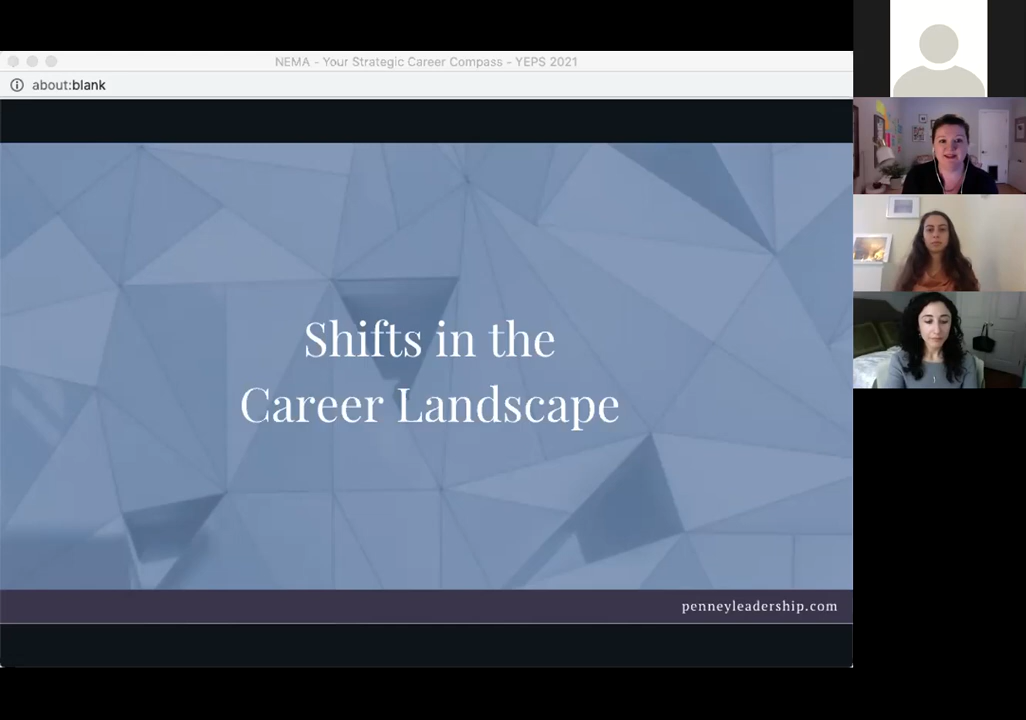 NEMA - Your Strategic Career Compass - YEPS 2021
about:blank
Shifts in the
Career Landscape
penneyleadership.com